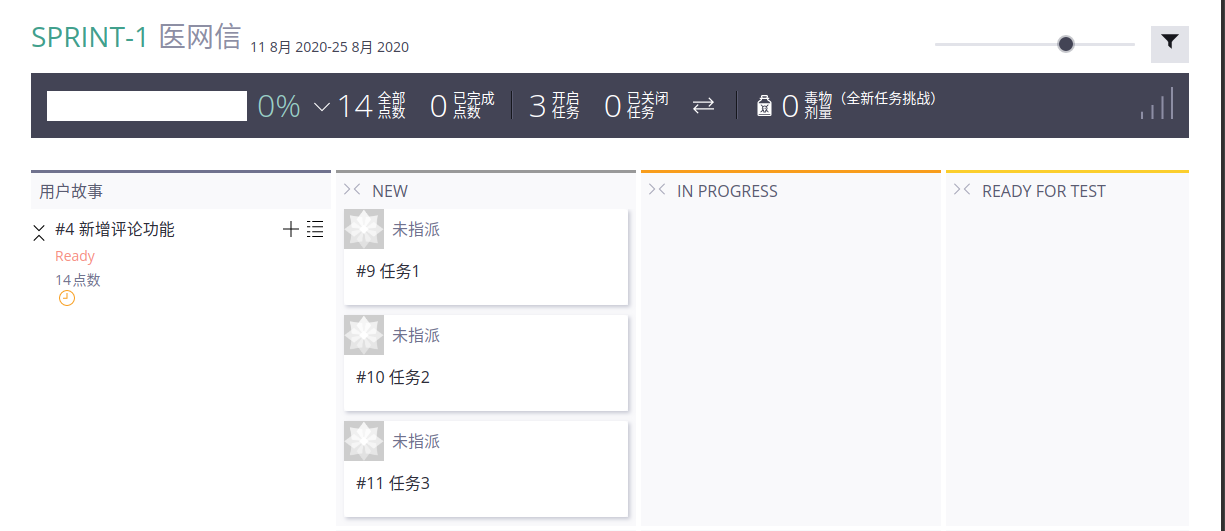 SPRINT-1 医网信 11 8月 2020-25 8月 2020
0% 14 全部点数 0 已完成点数 3 开启任务 0 已关闭任务 0 毒物（全新任务挑战）剂量
用户故事 NEW IN PROGRESS READY FOR TEST
#4 新增评论功能
Ready
14点数
未指派
#9 任务1
未指派
#10 任务2
未指派
#11 任务3